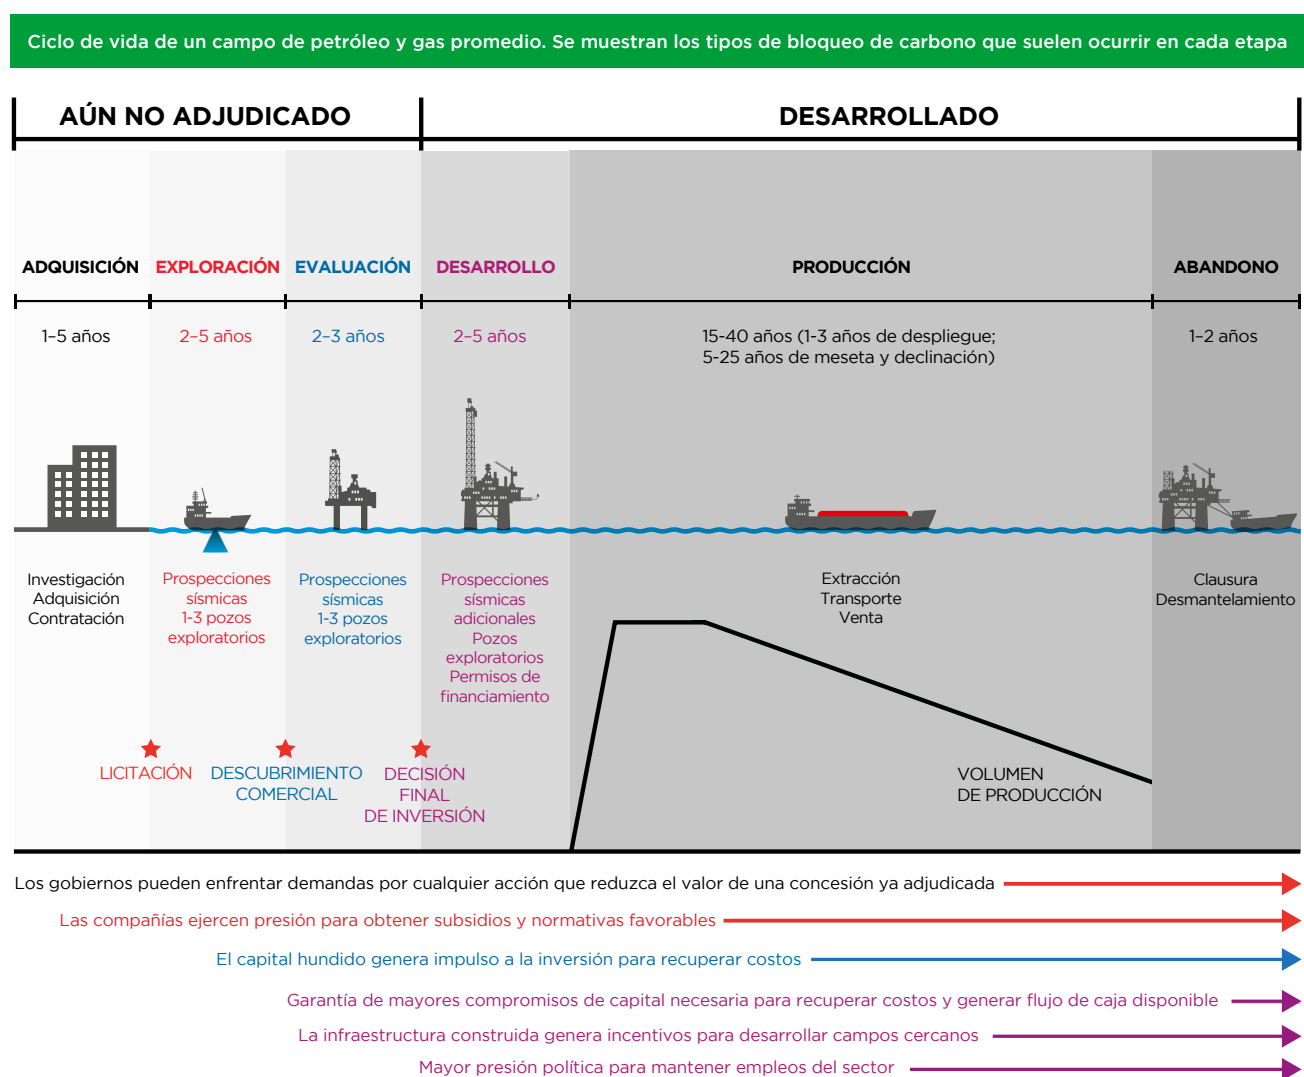 Ciclo de vida de un campo de petróleo y gas promedio. Se muestran los tipos de bloqueo de carbono que suelen ocurrir en cada etapa
AÚN NO ADJUDICADO
DESARROLLADO
ADQUISICIÓN
EXPLORACIÓN
EVALUACIÓN
DESARROLLO
PRODUCCIÓN
ABANDONO
1–5 años
2–5 años
2–3 años
2–5 años
15-40 años (1-3 años de despliegue;
5-25 años de meseta y declinación)
1–2 años
Investigación
Adquisición
Contratación
Prospecciones
sísmicas
1-3 pozos
exploratorios
Prospecciones
sísmicas
1-3 pozos
exploratorios
Prospecciones
sísmicas
adicionales
Pozos
exploratorios
Permisos de
financiamiento
Extracción
Transporte
Venta
Clausura
Desmantelamiento
LICITACIÓN
DESCUBRIMIENTO
COMERCIAL
DECISIÓN
FINAL
DE INVERSIÓN
VOLUMEN
DE PRODUCCIÓN
Los gobiernos pueden enfrentar demandas por cualquier acción que reduzca el valor de una concesión ya adjudicada
Las compañías ejercen presión para obtener subsidios y normativas favorables
El capital hundido genera impulso a la inversión para recuperar costos
Garantía de mayores compromisos de capital necesaria para recuperar costos y generar flujo de caja disponible
La infraestructura construida genera incentivos para desarrollar campos cercanos
Mayor presión política para mantener empleos del sector